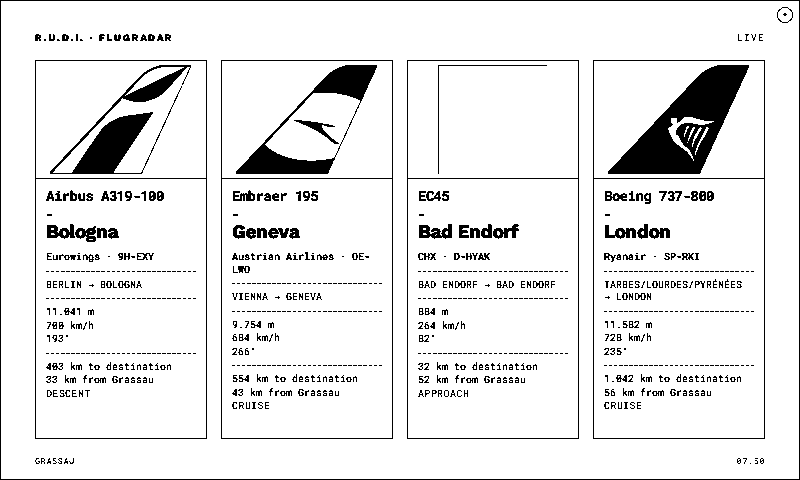 R.U.D.I. · FLUGRADAR
LIVE
Airbus A319-100
-
Bologna
Eurowings · 9H-EXY
BERLIN → BOLOGNA
11.041 m
700 km/h
193°
403 km to destination
33 km from Grassau
DESCENT
Embraer 195
-
Geneva
Austrian Airlines · OE-
LWO
VIENNA → GENEVA
9.754 m
684 km/h
266°
554 km to destination
43 km from Grassau
CRUISE
EC45
-
Bad Endorf
CHX · D-HYAK
BAD ENDORF → BAD ENDORF
884 m
264 km/h
82°
32 km to destination
52 km from Grassau
APPROACH
Boeing 737-800
-
London
Ryanair · SP-RKI
TARBES/LOURDES/PYRÉNÉES
→ LONDON
11.582 m
728 km/h
235°
1.042 km to destination
56 km from Grassau
CRUISE
GRASSAU
07.50